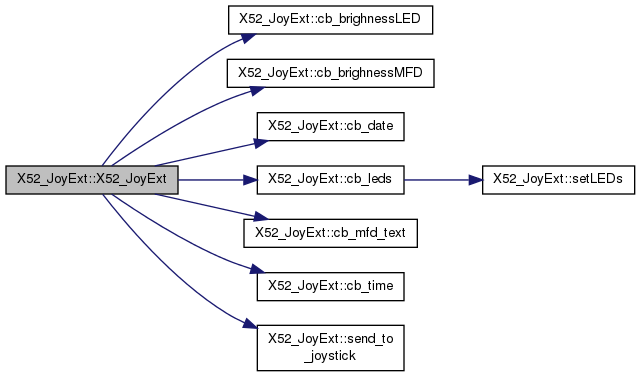 X52_JoyExt::cb_brighnessLED
X52_JoyExt::cb_brighnessMFD
X52_JoyExt::cb_date
X52_JoyExt::X52_JoyExt
X52_JoyExt::cb_leds
X52_JoyExt::setLEDs
X52_JoyExt::cb_mfd_text
X52_JoyExt::cb_time
X52_JoyExt::send_to
_joystick